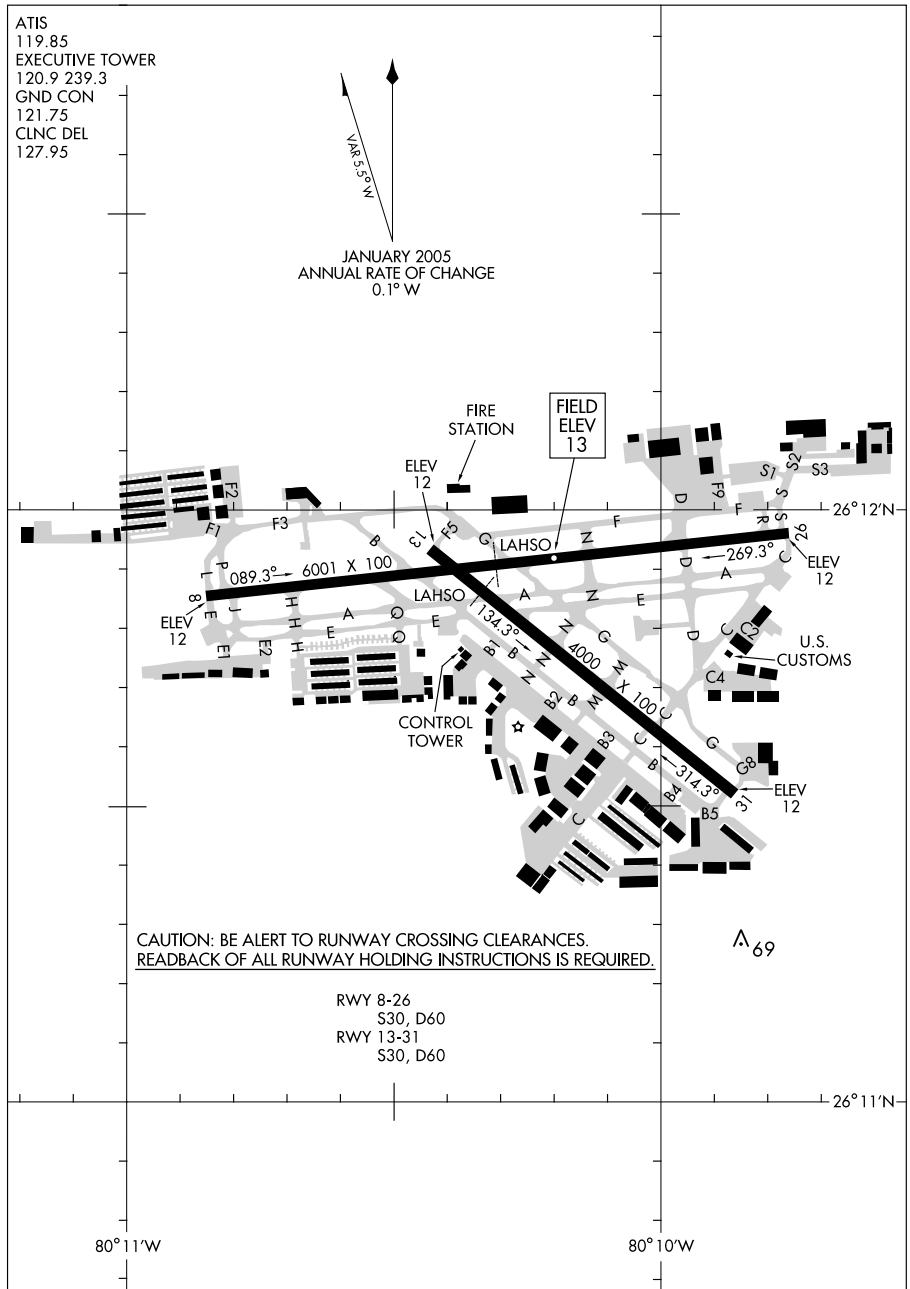 ATIS
119.85
EXECUTIVE TOWER
120.9 239.3
GND CON
121.75
CLNC DEL
127.95
VAR 5.5° W
JANUARY 2005
ANNUAL RATE OF CHANGE
0.1° W
FIRE
STATION
FIELD
ELEV
13
ELEV
12
S2
S1
S3
F2
F9
D
F1
F3
F5
B
G
LAHSO
N
F
F
R
S
S
26
26°12'N
13
269.3°
ELEV
12
089.3°
6001 X 100
P
L
J
8
E
ELEV
12
H
H
H
A
Q
Q
E
E
E1
E2
LAHSO
134.3°
A
N
E
D
D
A
C
N
G
4000 X 100
M
M
N
N
B1
B
B
B2
B3
B
B4
B5
C
C
C
C
C2
C4
D
U.S.
CUSTOMS
CONTROL
TOWER
G
G8
314.3°
31
ELEV
12
69
CAUTION: BE ALERT TO RUNWAY CROSSING CLEARANCES.
READBACK OF ALL RUNWAY HOLDING INSTRUCTIONS IS REQUIRED.
RWY 8-26
S30, D60
RWY 13-31
S30, D60
26°11'N
80°11'W
80°10'W